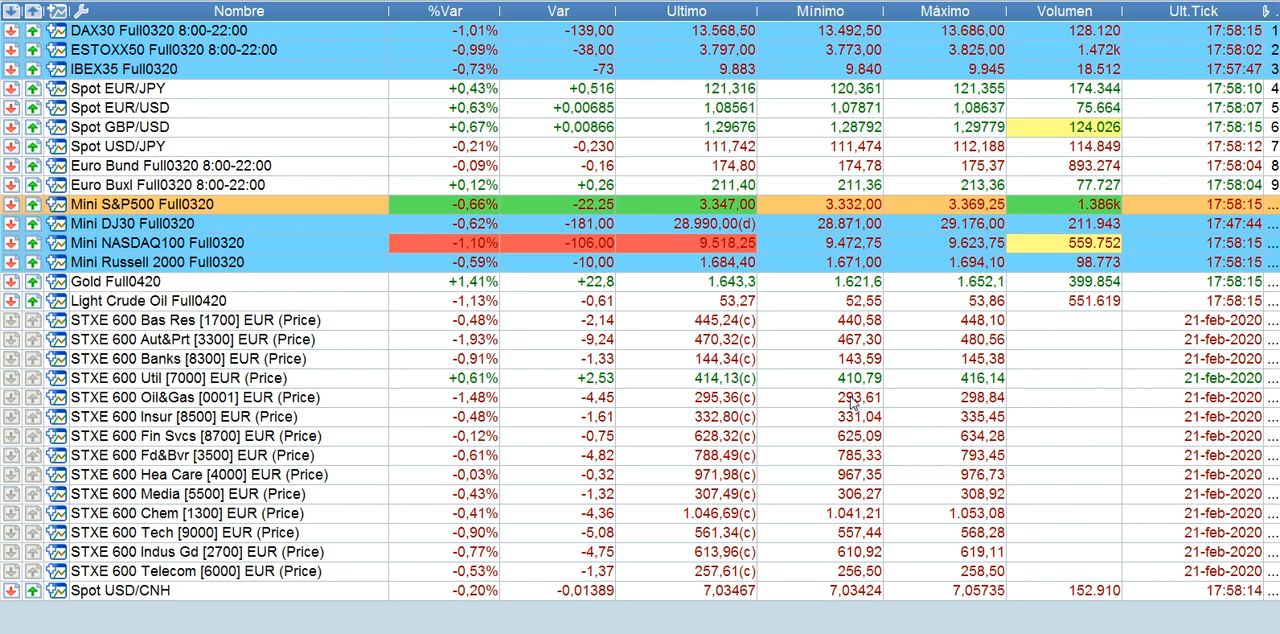 Nombre %Var Var Ultimo Mínimo Máximo Volumen Ult.Tick
DAX30 Full0320 8:00-22:00 -1,01% -139,00 13.568,50 13.492,50 13.686,00 128.120 17:58:15 1
ESTOXX50 Full0320 8:00-22:00 -0,99% -38,00 3.797,00 3.773,00 3.825,00 1.472k 17:58:02 2
IBEX35 Full0320 -0,73% -73 9.883 9.840 9.945 18.512 17:57:47 3
Spot EUR/JPY +0,43% +0,516 121,316 120,361 121,355 174.344 17:58:10 4
Spot EUR/USD +0,63% +0,00685 1,08561 1,07871 1,08637 75.664 17:58:07 5
Spot GBP/USD +0,67% +0,00866 1,29676 1,28792 1,29779 124.026 17:58:15 6
Spot USD/JPY -0,21% -0,230 111,742 111,474 112,188 114.849 17:58:12 7
Euro Bund Full0320 8:00-22:00 -0,09% -0,16 174,80 174,78 175,37 893.274 17:58:04 8
Euro Buxl Full0320 8:00-22:00 +0,12% +0,26 211,40 211,36 213,36 77.727 17:58:04 9
Mini S&P500 Full0320 -0,66% -22,25 3.347,00 3.332,00 3.369,25 1.386k 17:58:15 ...
Mini DJ30 Full0320 -0,62% -181,00 28.990,00(d) 28.871,00 29.176,00 211.943 17:47:44 ...
Mini NASDAQ100 Full0320 -1,10% -106,00 9.518,25 9.472,75 9.623,75 559.752 17:58:15 ...
Mini Russell 2000 Full0320 -0,59% -10,00 1.684,40 1.671,00 1.694,10 98.773 17:58:15 ...
Gold Full0420 +1,41% +22,8 1.643,3 1.621,6 1.652,1 399.854 17:58:15 ...
Light Crude Oil Full0420 -1,13% -0,61 53,27 52,55 53,86 551.619 17:58:15 ...
STXE 600 Bas Res [1700] EUR (Price) -0,48% -2,14 445,24(c) 440,58 448,10 21-feb-2020 ...
STXE 600 Aut&Prt [3300] EUR (Price) -1,93% -9,24 470,32(c) 467,30 480,56 21-feb-2020 ...
STXE 600 Banks [8300] EUR (Price) -0,91% -1,33 144,34(c) 143,59 145,38 21-feb-2020 ...
STXE 600 Util [7000] EUR (Price) +0,61% +2,53 414,13(c) 410,79 416,14 21-feb-2020 ...
STXE 600 Oil&Gas [0001] EUR (Price) -1,48% -4,45 295,36(c) 293,61 298,84 21-feb-2020 ...
STXE 600 Insur [8500] EUR (Price) -0,48% -1,61 332,80(c) 331,04 335,45 21-feb-2020 ...
STXE 600 Fin Svcs [8700] EUR (Price) -0,12% -0,75 628,32(c) 625,09 634,28 21-feb-2020 ...
STXE 600 Fd&Bvr [3500] EUR (Price) -0,61% -4,82 788,49(c) 785,33 793,45 21-feb-2020 ...
STXE 600 Hea Care [4000] EUR (Price) -0,03% -0,32 971,98(c) 967,35 976,73 21-feb-2020 ...
STXE 600 Media [5500] EUR (Price) -0,43% -1,32 307,49(c) 306,27 308,92 21-feb-2020 ...
STXE 600 Chem [1300] EUR (Price) -0,41% -4,36 1.046,69(c) 1.041,21 1.053,08 21-feb-2020 ...
STXE 600 Tech [9000] EUR (Price) -0,90% -5,08 561,34(c) 557,44 568,28 21-feb-2020 ...
STXE 600 Indus Gd [2700] EUR (Price) -0,77% -4,75 613,96(c) 610,92 619,11 21-feb-2020 ...
STXE 600 Telecom [6000] EUR (Price) -0,53% -1,37 257,61(c) 256,50 258,50 21-feb-2020 ...
Spot USD/CNH -0,20% -0,01389 7,03467 7,03424 7,05735 152.910 17:58:14 ...